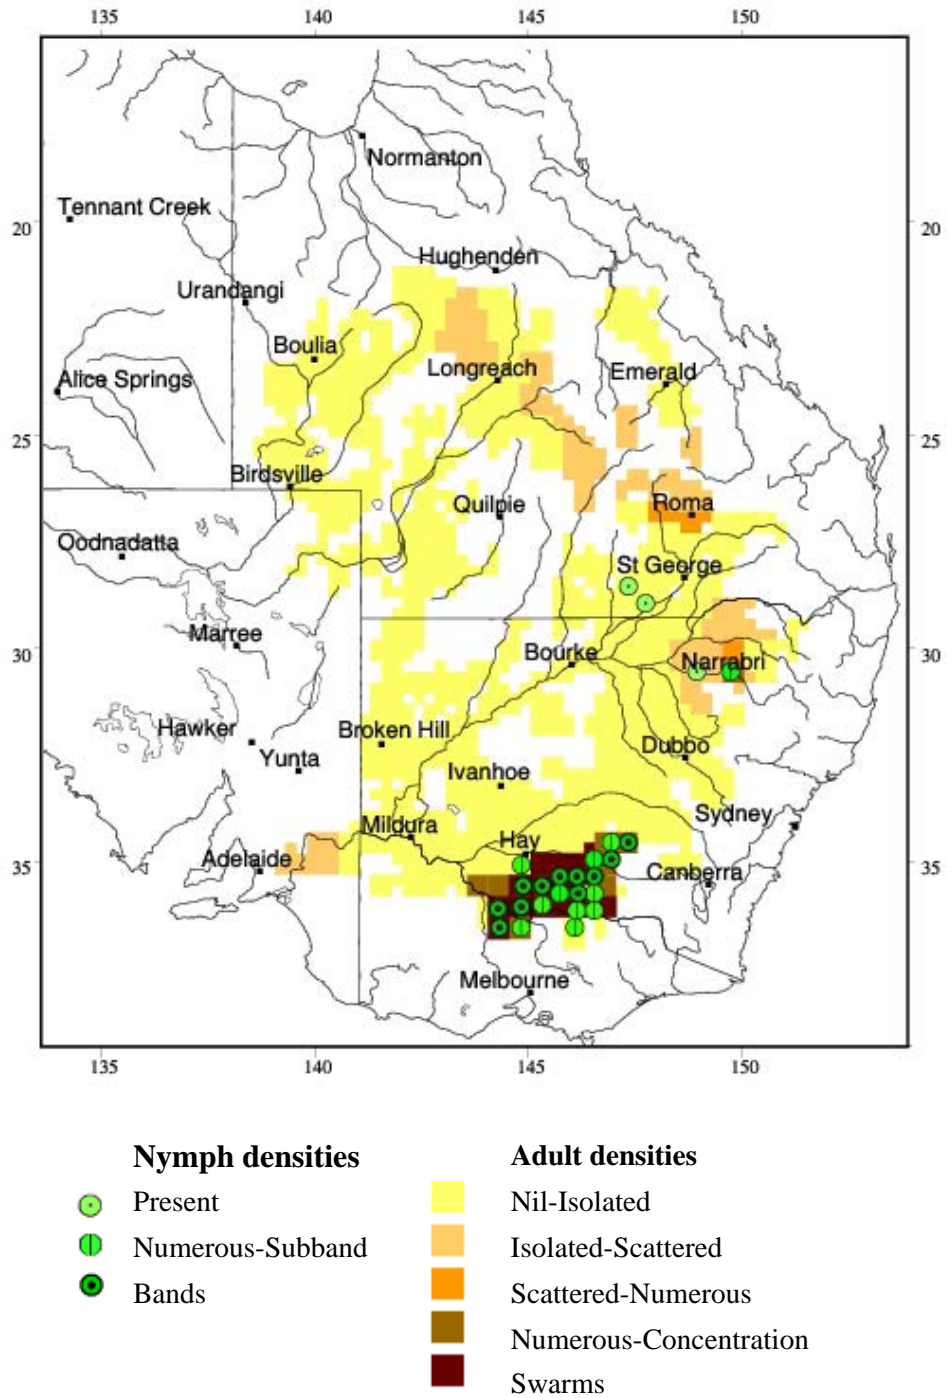 135 140 145 150
Normanton
Tennant Creek
20 20
Hughenden
Urandangi
Boulia
Longreach
Emerald
Alice Springs
25 25
Birdsville
Quilpie
Roma
Oodnadatta
St George
Marree
30 30
Bourke
Narrabri
Hawker
Broken Hill
Yunta
Dubbo
Ivanhoe
Sydney
Mildura
Hay
35 35
Adelaide
Canberra
Melbourne
135 140 145 150
Nymph densities
Present
Numerous-Subband
Bands
Adult densities
Nil-Isolated
Isolated-Scattered
Scattered-Numerous
Numerous-Concentration
Swarms